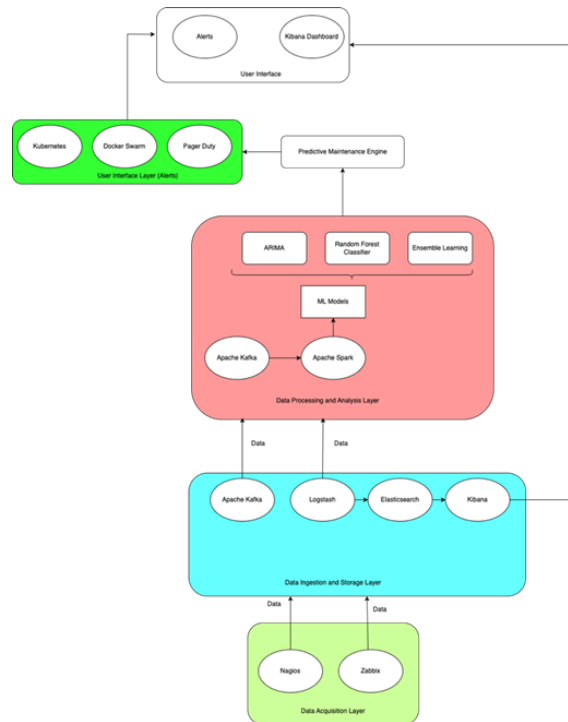 Alerts
Kibana Dashboard
User Interface
Kubernetes
Docker Swarm
Pager Duty
User Interface Layer (Alerts)
Predictive Maintenance Engine
ARIMA
Random Forest
Classifier
Ensemble Learning
ML Models
Apache Kafka
Apache Spark
Data Processing and Analysis Layer
Data
Data
Apache Kafka
Logstash
Elasticsearch
Kibana
Data Ingestion and Storage Layer
Data
Data
Nagios
Zabbix
Data Acquisition Layer